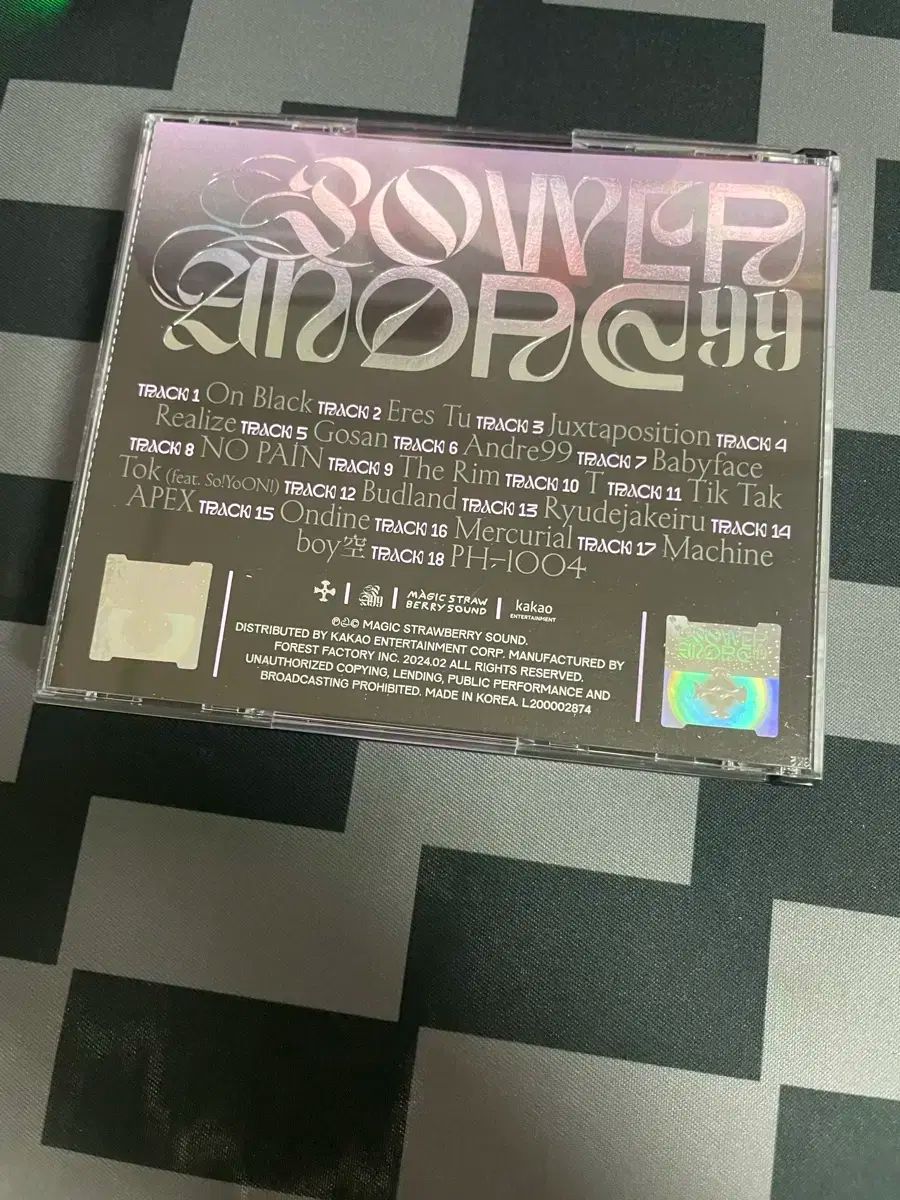 POWER
ANDRE99
TRACK 1 On Black TRACK 2 Eres Tu TRACK 3 Juxtaposition TRACK 4
Realize TRACK 5 Gosan TRACK 6 Andre99 TRACK 7 Babyface
TRACK 8 NO PAIN TRACK 9 The Rim TRACK 10 T TRACK 11 Tik Tak
Tok (feat. So!YoON!) TRACK 12 Budland TRACK 13 Ryudejakeiru TRACK 14
APEX TRACK 15 Ondine TRACK 16 Mercurial TRACK 17 Machine
boy空 TRACK 18 PH-1004
MAGIC STRAW
BERRY SOUND
kakao
ENTERTAINMENT
℗&© MAGIC STRAWBERRY SOUND.
DISTRIBUTED BY KAKAO ENTERTAINMENT CORP. MANUFACTURED BY
FOREST FACTORY INC. 2024.02 ALL RIGHTS RESERVED.
UNAUTHORIZED COPYING, LENDING, PUBLIC PERFORMANCE AND
BROADCASTING PROHIBITED. MADE IN KOREA. L200002874
POWER
ANDRE